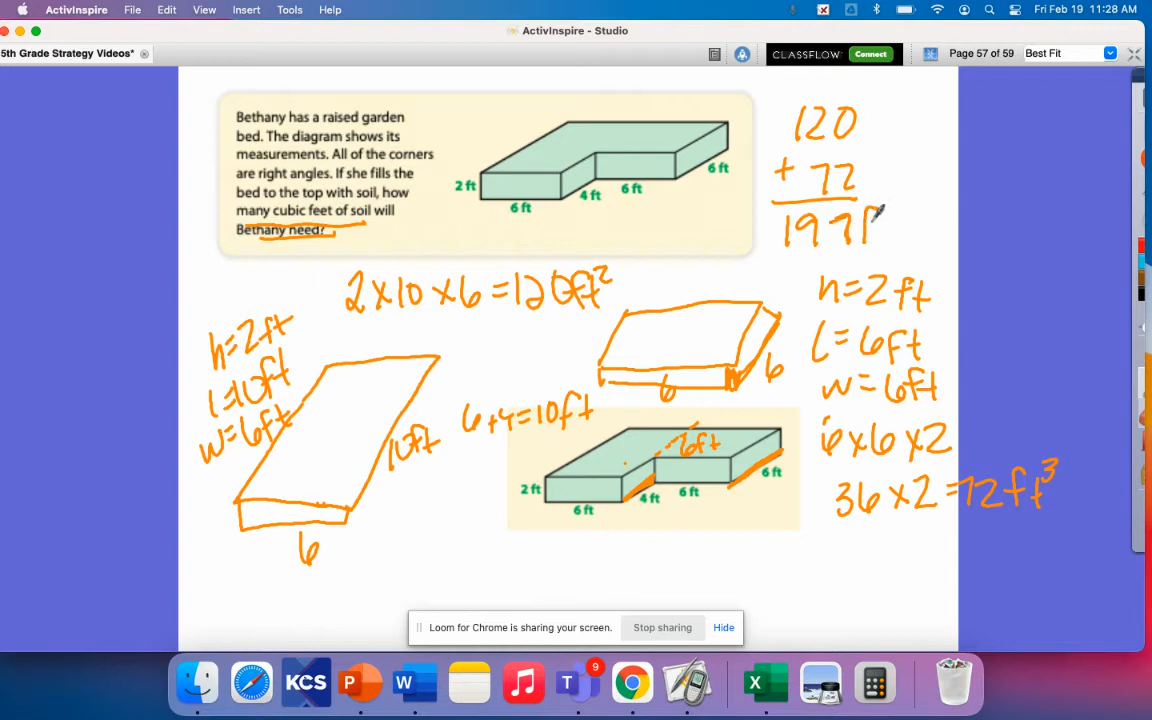 ActivInspire File Edit View Insert Tools Help Fri Feb 19 11:28 AM
ActivInspire - Studio
5th Grade Strategy Videos* CLASSFLOW Connect Page 57 of 59 Best Fit
Bethany has a raised garden
bed. The diagram shows its
measurements. All of the corners
are right angles. If she fills the
bed to the top with soil, how
many cubic feet of soil will
Bethany need?
2 ft
6 ft
4 ft
6 ft
6 ft
120
+ 72
197
2 x 10 x 6 = 120ft²
h=2ft
l=10ft
w=6ft
10ft
6
6+4=10ft
6
6
6ft
2 ft
6 ft
4 ft
6 ft
6 ft
h=2ft
l=6ft
w=6ft
6x6x2
36x2=72ft³
Loom for Chrome is sharing your screen. Stop sharing Hide
KCS P W T 9 X